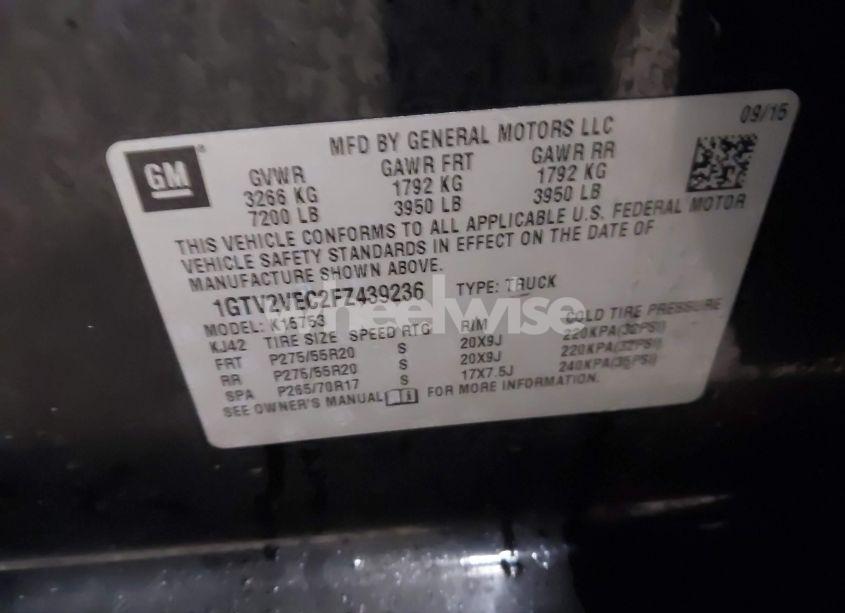 09/15
MFD BY GENERAL MOTORS LLC
GM®
GVWR GAWR FRT GAWR RR
3266 KG 1792 KG 1792 KG
7200 LB 3950 LB 3950 LB
THIS VEHICLE CONFORMS TO ALL APPLICABLE U.S. FEDERAL MOTOR
VEHICLE SAFETY STANDARDS IN EFFECT ON THE DATE OF
MANUFACTURE SHOWN ABOVE.
1GTV2VEC2FZ439236 TYPE: TRUCK
MODEL: K15753
KJ42 TIRE SIZE SPEED RTG RIM COLD TIRE PRESSURE
FRT P275/55R20 S 20X9J 220KPA(32PSI)
RR P275/55R20 S 20X9J 220KPA(32PSI)
SPA P265/70R17 S 17X7.5J 240KPA(35PSI)
SEE OWNER'S MANUAL FOR MORE INFORMATION.
wheelwise